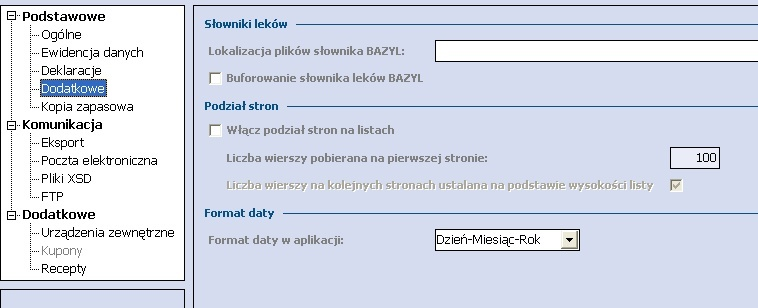 Podstawowe
Ogólne
Ewidencja danych
Deklaracje
Dodatkowe
Kopia zapasowa
Komunikacja
Eksport
Poczta elektroniczna
Pliki XSD
FTP
Dodatkowe
Urządzenia zewnętrzne
Kupony
Recepty
Słowniki leków
Lokalizacja plików słownika BAZYL:
Buforowanie słownika leków BAZYL
Podział stron
Włącz podział stron na listach
Liczba wierszy pobierana na pierwszej stronie: 100
Liczba wierszy na kolejnych stronach ustalana na podstawie wysokości listy
Format daty
Format daty w aplikacji: Dzień-Miesiąc-Rok